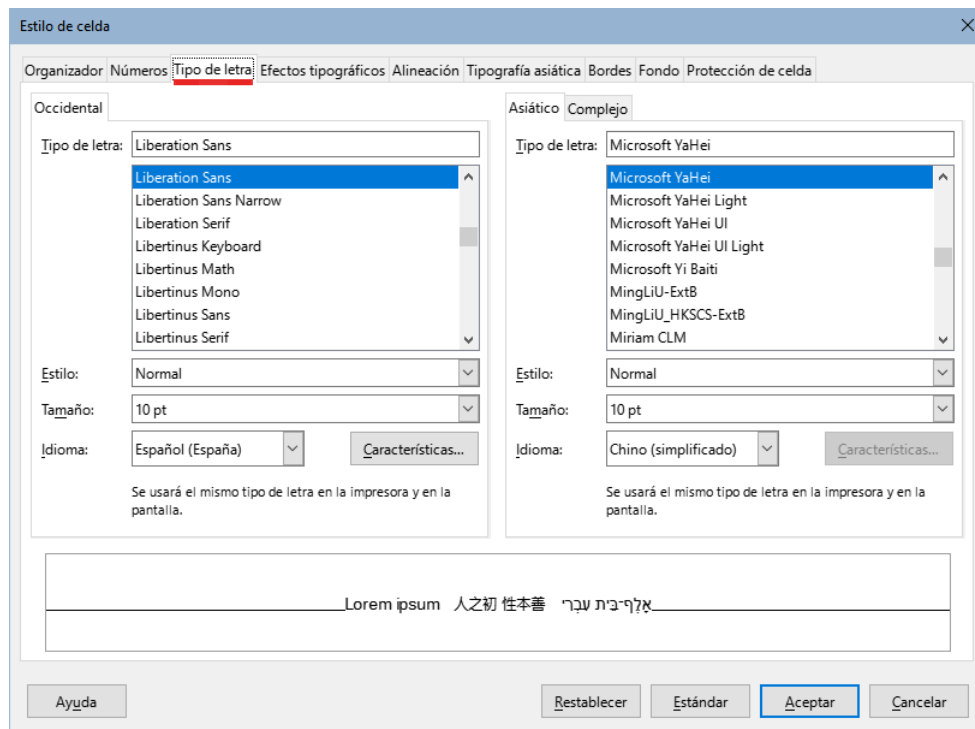 Estilo de celda
Organizador Números Tipo de letra Efectos tipográficos Alineación Tipografía asiática Bordes Fondo Protección de celda
Occidental
Tipo de letra: Liberation Sans
Liberation Sans
Liberation Sans Narrow
Liberation Serif
Libertinus Keyboard
Libertinus Math
Libertinus Mono
Libertinus Sans
Libertinus Serif
Estilo: Normal
Tamaño: 10 pt
Idioma: Español (España) Características...
Se usará el mismo tipo de letra en la impresora y en la
pantalla.
Asiático Complejo
Tipo de letra: Microsoft YaHei
Microsoft YaHei
Microsoft YaHei Light
Microsoft YaHei UI
Microsoft YaHei UI Light
Microsoft Yi Baiti
MingLiU-ExtB
MingLiU_HKSCS-ExtB
Miriam CLM
Estilo: Normal
Tamaño: 10 pt
Idioma: Chino (simplificado) Características...
Se usará el mismo tipo de letra en la impresora y en la
pantalla.
Lorem ipsum 人之初 性本善 אָלֶף־בֵּית עִבְרִי
Ayuda Restablecer Estándar Aceptar Cancelar